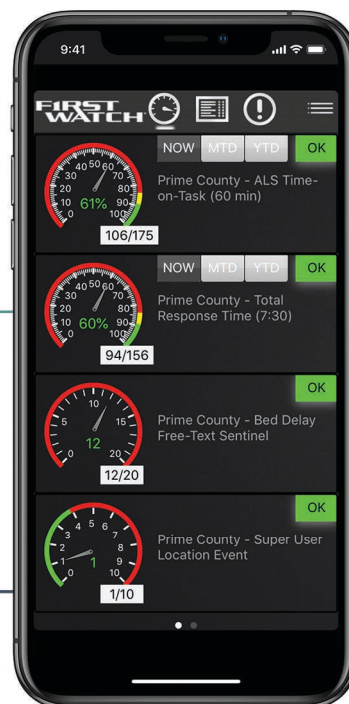 9:41
FIRST
WATCH
NOW MTD YTD OK
0 10 20 30 40 50 60 70 80 90 100
61%
106/175
Prime County - ALS Time-
on-Task (60 min)
NOW MTD YTD OK
0 10 20 30 40 50 60 70 80 90 100
60%
94/156
Prime County - Total
Response Time (7:30)
OK
0 5 10 15 20
12
12/20
Prime County - Bed Delay
Free-Text Sentinel
OK
0 1 2 3 4 5 6 7 8 9 10
1
1/10
Prime County - Super User
Location Event